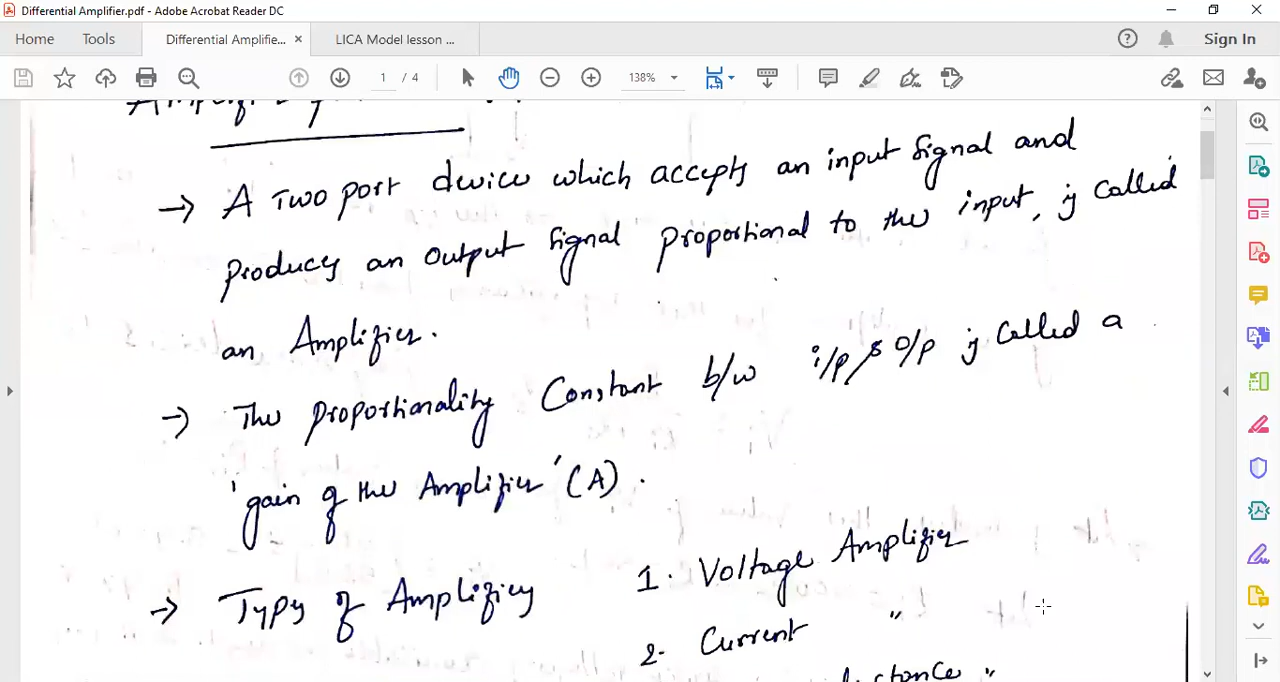 Differential Amplifier.pdf - Adobe Acrobat Reader DC
Home Tools Differential Amplifie... × LICA Model lesson ... Sign In
1 / 4 138%
→ A Two port device which accepts an input signal and
produces an output signal proportional to the input, is called
an Amplifier.
→ The proportionality Constant b/w i/p & o/p is called a
'gain of the Amplifier' (A).
→ Types of Amplifiers 1. Voltage Amplifier
2. Current "
"